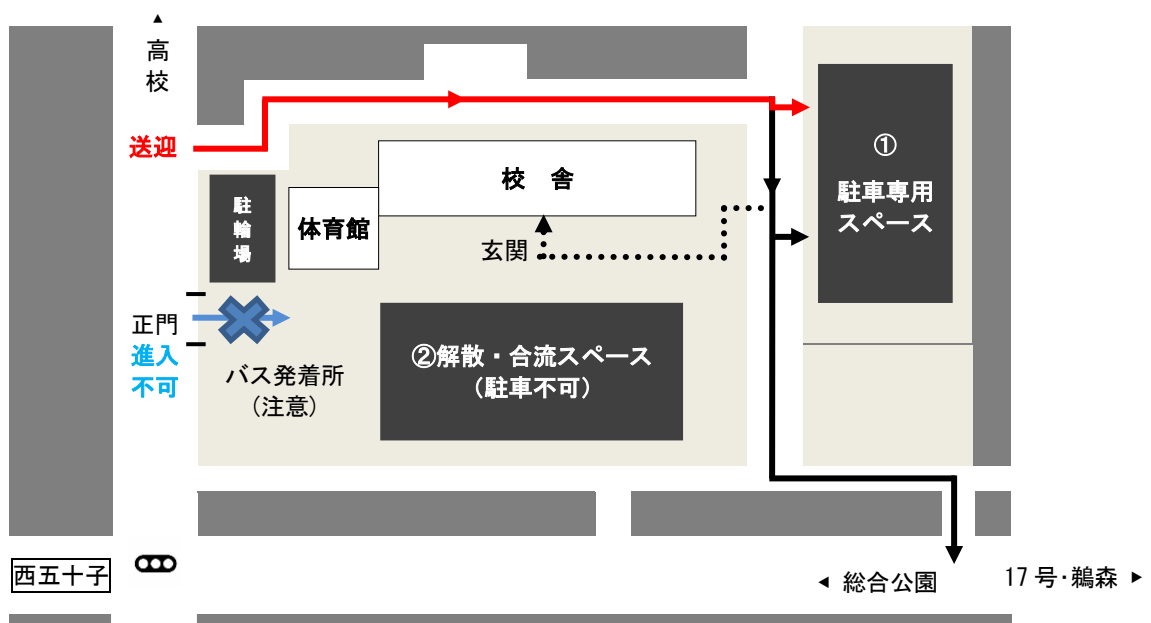 ▲
高
校
送迎
①
校　舎
駐車専用
スペース
駐
輪
場
体育館
玄関
正門
進入
不可
②解散・合流スペース
（駐車不可）
バス発着所
（注意）
西五十子
◀ 総合公園
17号・鵜森 ▶